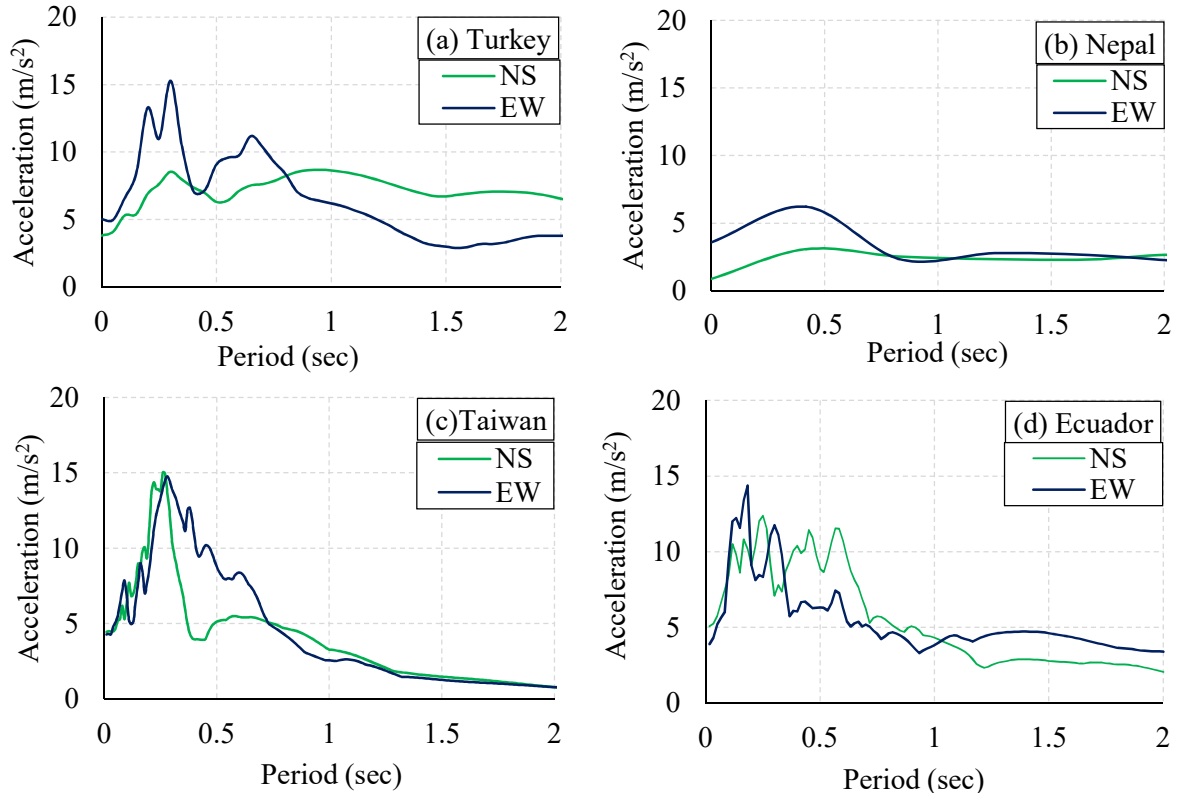 (a) Turkey
NS
EW
Acceleration (m/s²)
20
15
10
5
0
0 0.5 1 1.5 2
Period (sec)
(b) Nepal
NS
EW
Acceleration (m/s²)
20
15
10
5
0
0 0.5 1 1.5 2
Period (sec)
(c)Taiwan
NS
EW
Acceleration (m/s²)
20
15
10
5
0
0 0.5 1 1.5 2
Period (sec)
(d) Ecuador
NS
EW
Acceleration (m/s²)
20
15
10
5
0
0 0.5 1 1.5 2
Period (sec)